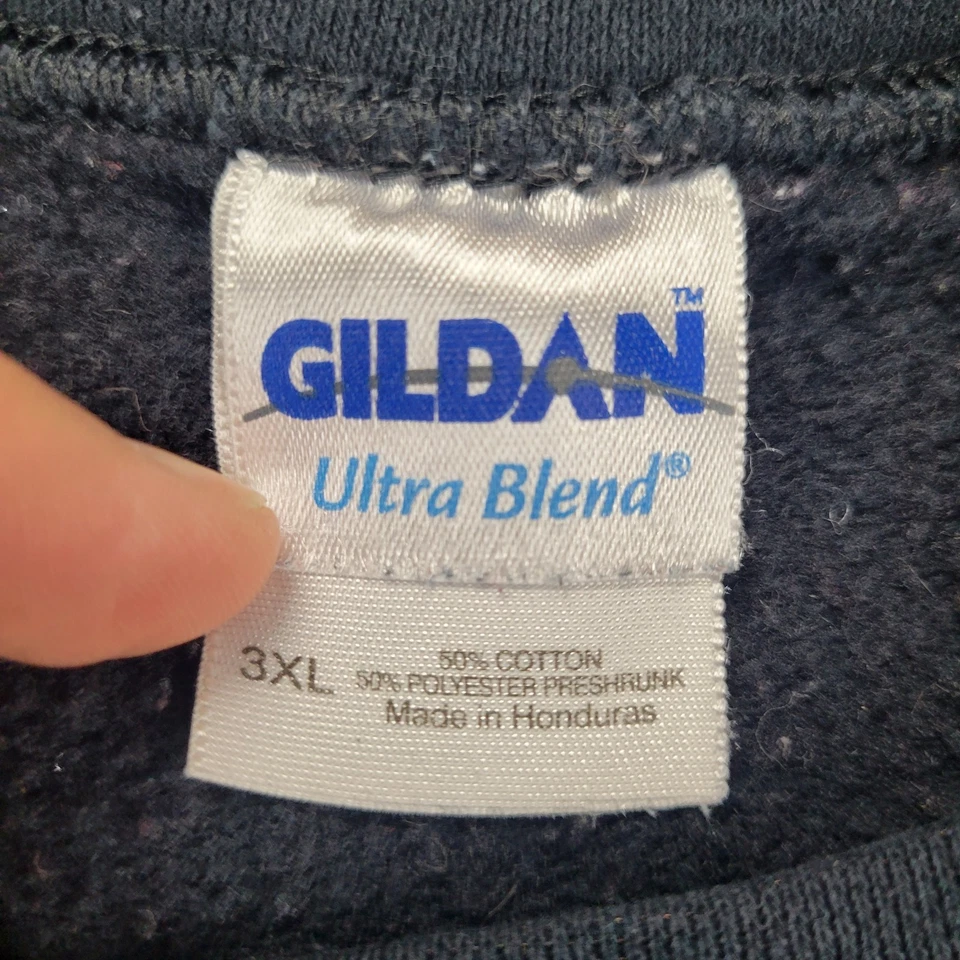 GILDAN™
Ultra Blend®
3XL
50% COTTON
50% POLYESTER PRESHRUNK
Made in Honduras